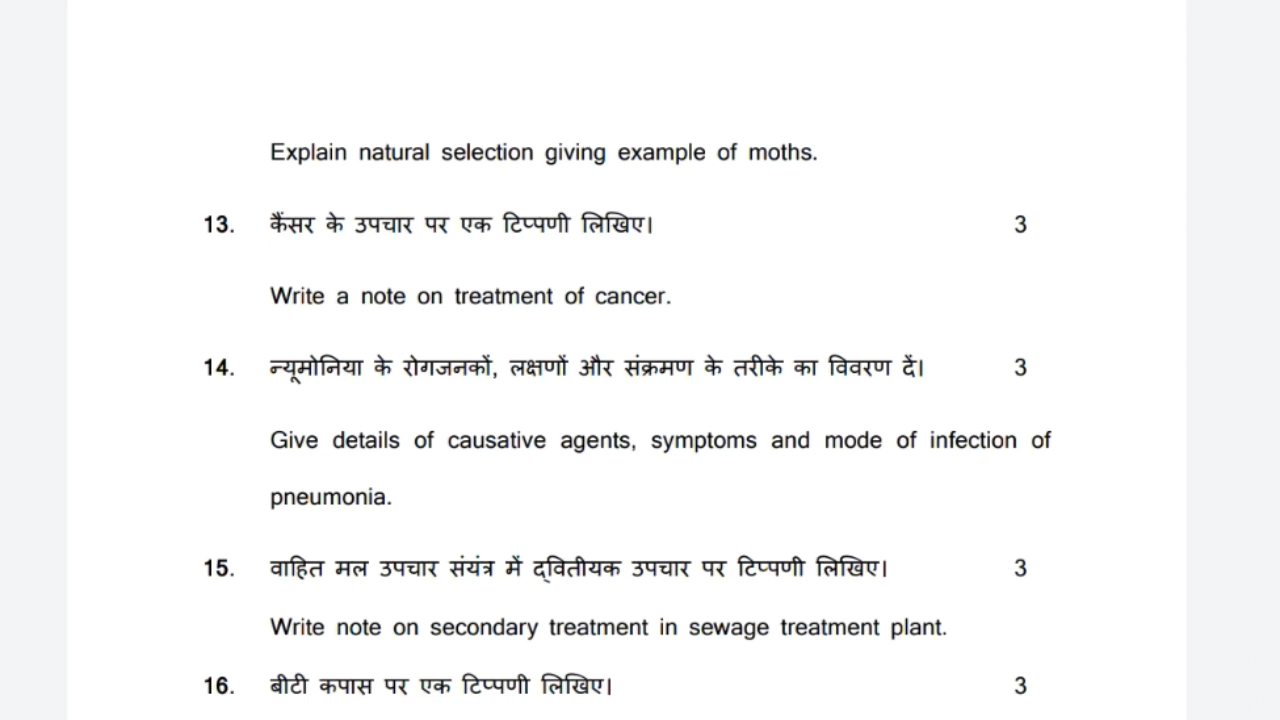 Explain natural selection giving example of moths.
13. कैंसर के उपचार पर एक टिप्पणी लिखिए। 3
Write a note on treatment of cancer.
14. न्यूमोनिया के रोगजनकों, लक्षणों और संक्रमण के तरीके का विवरण दें। 3
Give details of causative agents, symptoms and mode of infection of
pneumonia.
15. वाहित मल उपचार संयंत्र में द्वितीयक उपचार पर टिप्पणी लिखिए। 3
Write note on secondary treatment in sewage treatment plant.
16. बीटी कपास पर एक टिप्पणी लिखिए। 3